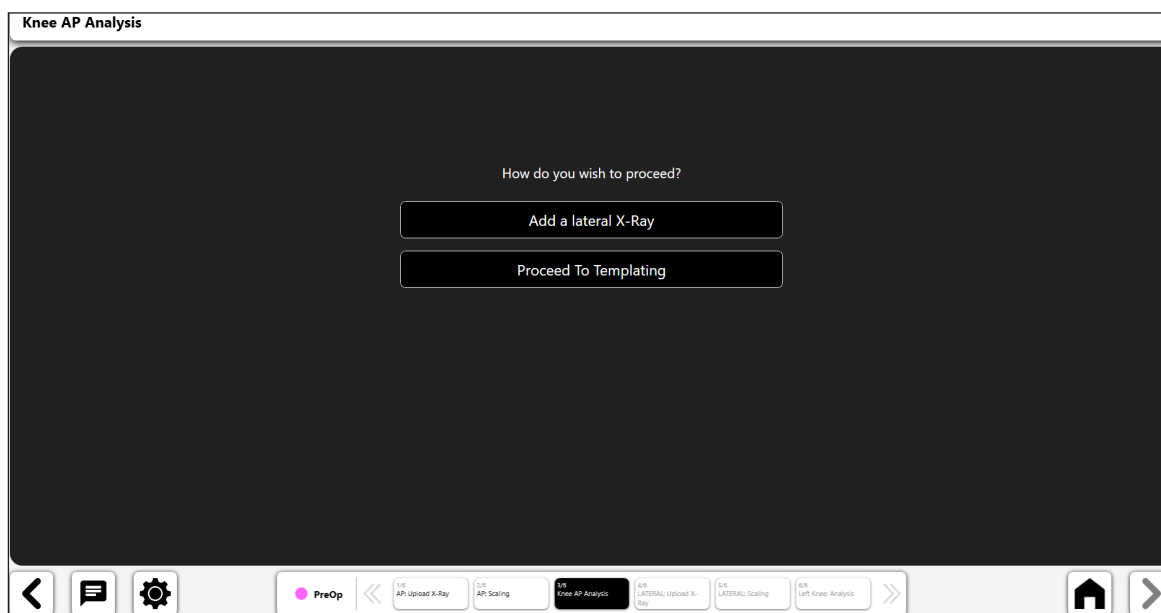 Knee AP Analysis
How do you wish to proceed?
Add a lateral X-Ray
Proceed To Templating
PreOp
1/6
AP: Upload X-Ray
2/6
AP: Scaling
3/6
Knee AP Analysis
4/6
LATERAL: Upload X-
Ray
5/6
LATERAL: Scaling
6/6
Left Knee: Analysis